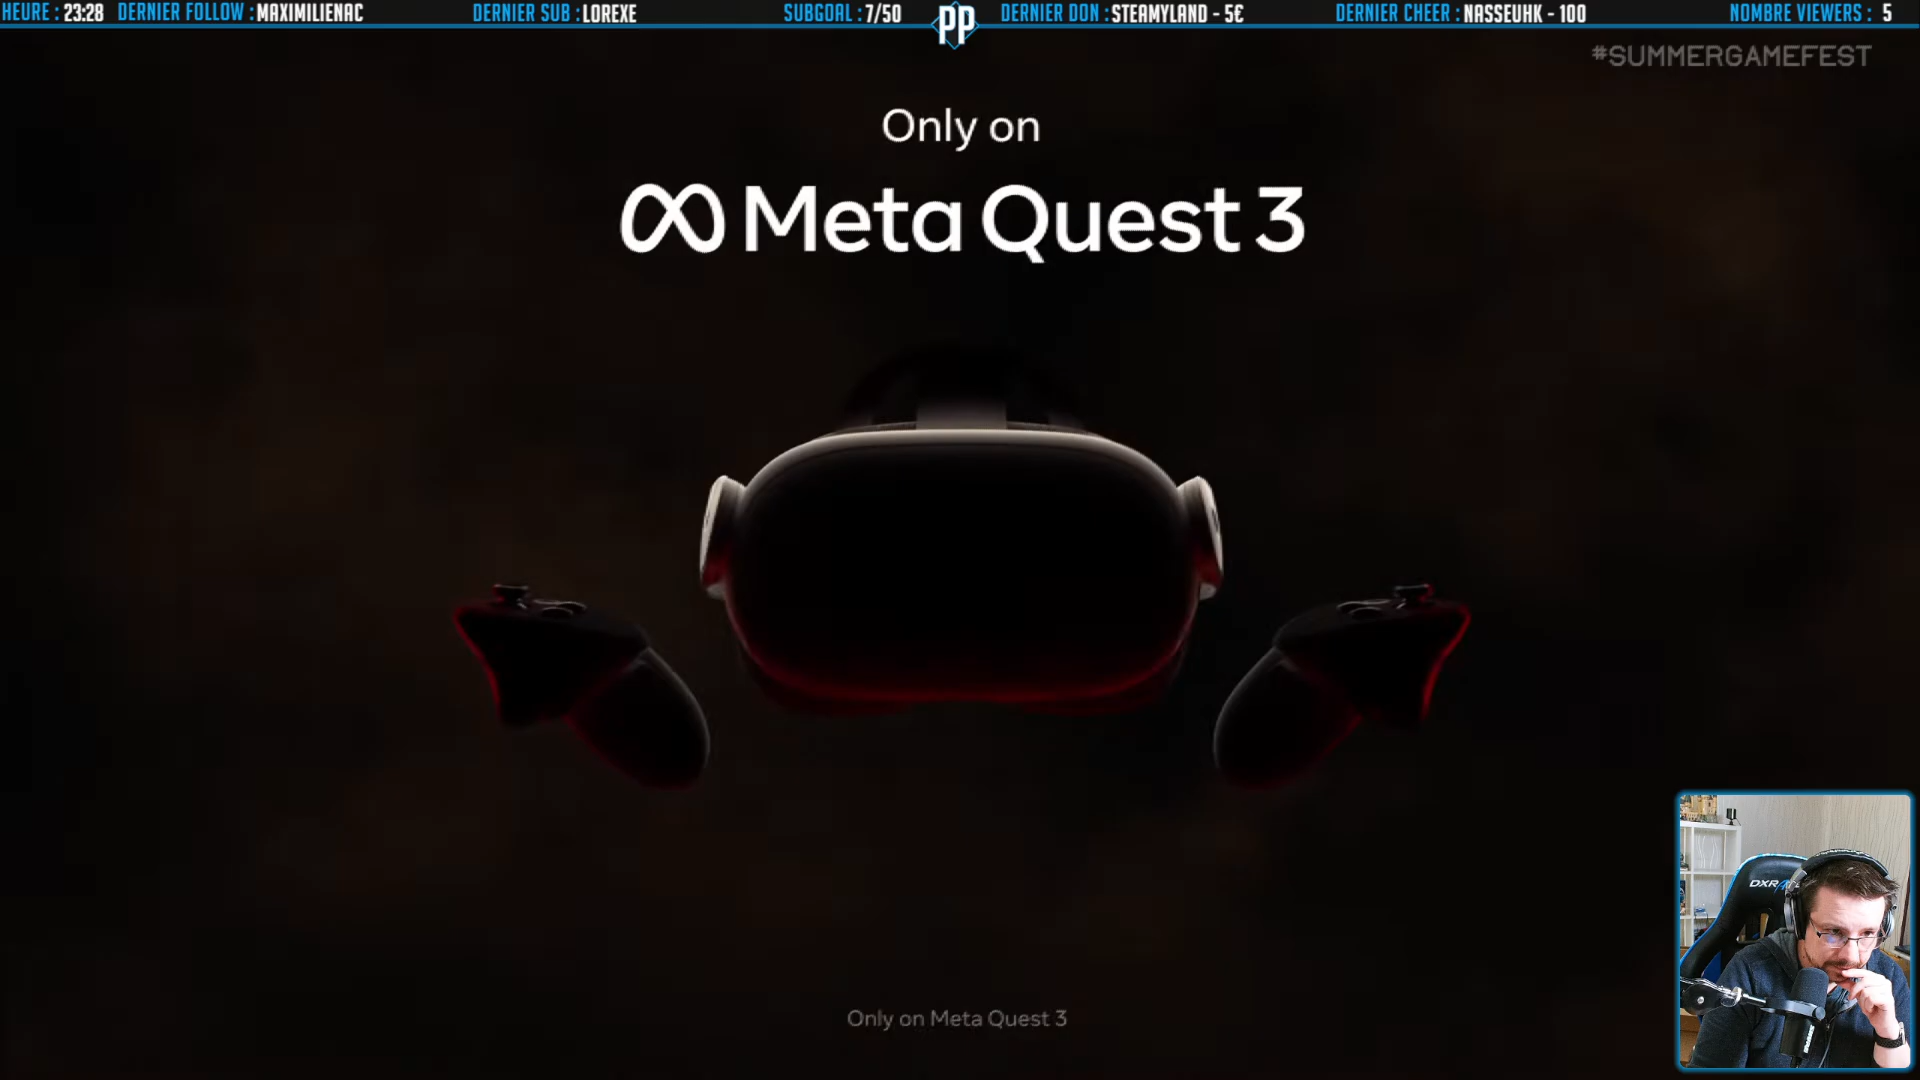 HEURE : 23:28 DERNIER FOLLOW : MAXIMILIENAC DERNIER SUB : LOREXE SUBGOAL : 7/50 PP DERNIER DON : STEAMYLAND - 5€ DERNIER CHEER : NASSEUHK - 100 NOMBRE VIEWERS : 5
#SUMMERGAMEFEST
Only on
Meta Quest 3
DXR
Only on Meta Quest 3